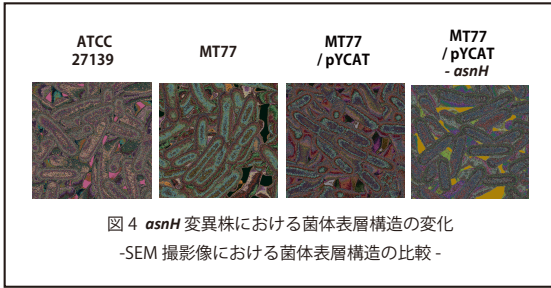 ATCC
27139
MT77
MT77
/ pYCAT
MT77
/ pYCAT
- asnH
図 4 asnH 変異株における菌体表層構造の変化
-SEM 撮影像における菌体表層構造の比較 -